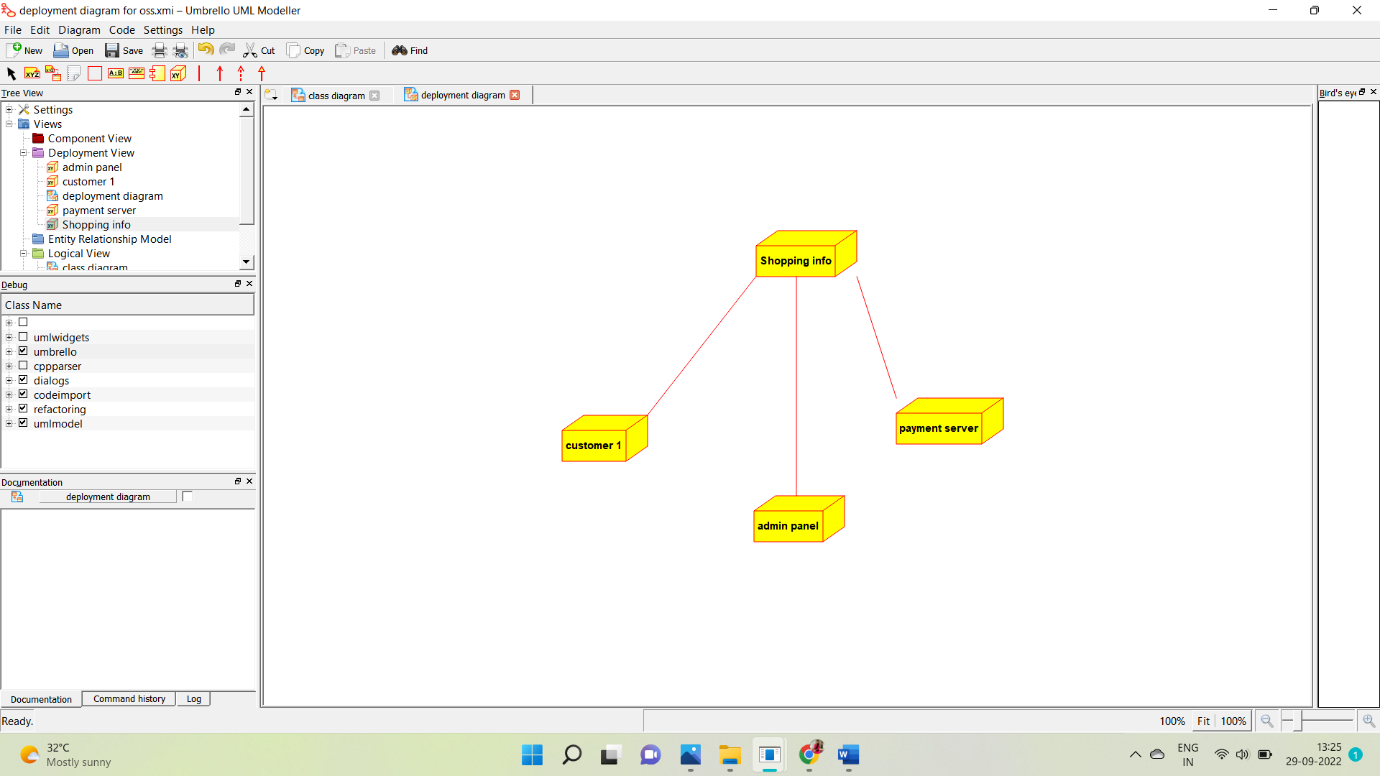 deployment diagram for oss.xmi – Umbrello UML Modeller
File Edit Diagram Code Settings Help
New Open Save Cut Copy Paste Find
XYZ A:B ABC XY
Tree View
class diagram
deployment diagram
Bird's eye
Settings
Views
Component View
Deployment View
admin panel
customer 1
deployment diagram
payment server
Shopping info
Entity Relationship Model
Logical View
class diagram
Debug
Class Name
umlwidgets
umbrello
cppparser
dialogs
codeimport
refactoring
umlmodel
Documentation
deployment diagram
Documentation Command history Log
Shopping info
customer 1
payment server
admin panel
Ready.
100% Fit 100%
32°C
Mostly sunny
ENG
IN
13:25
29-09-2022
1